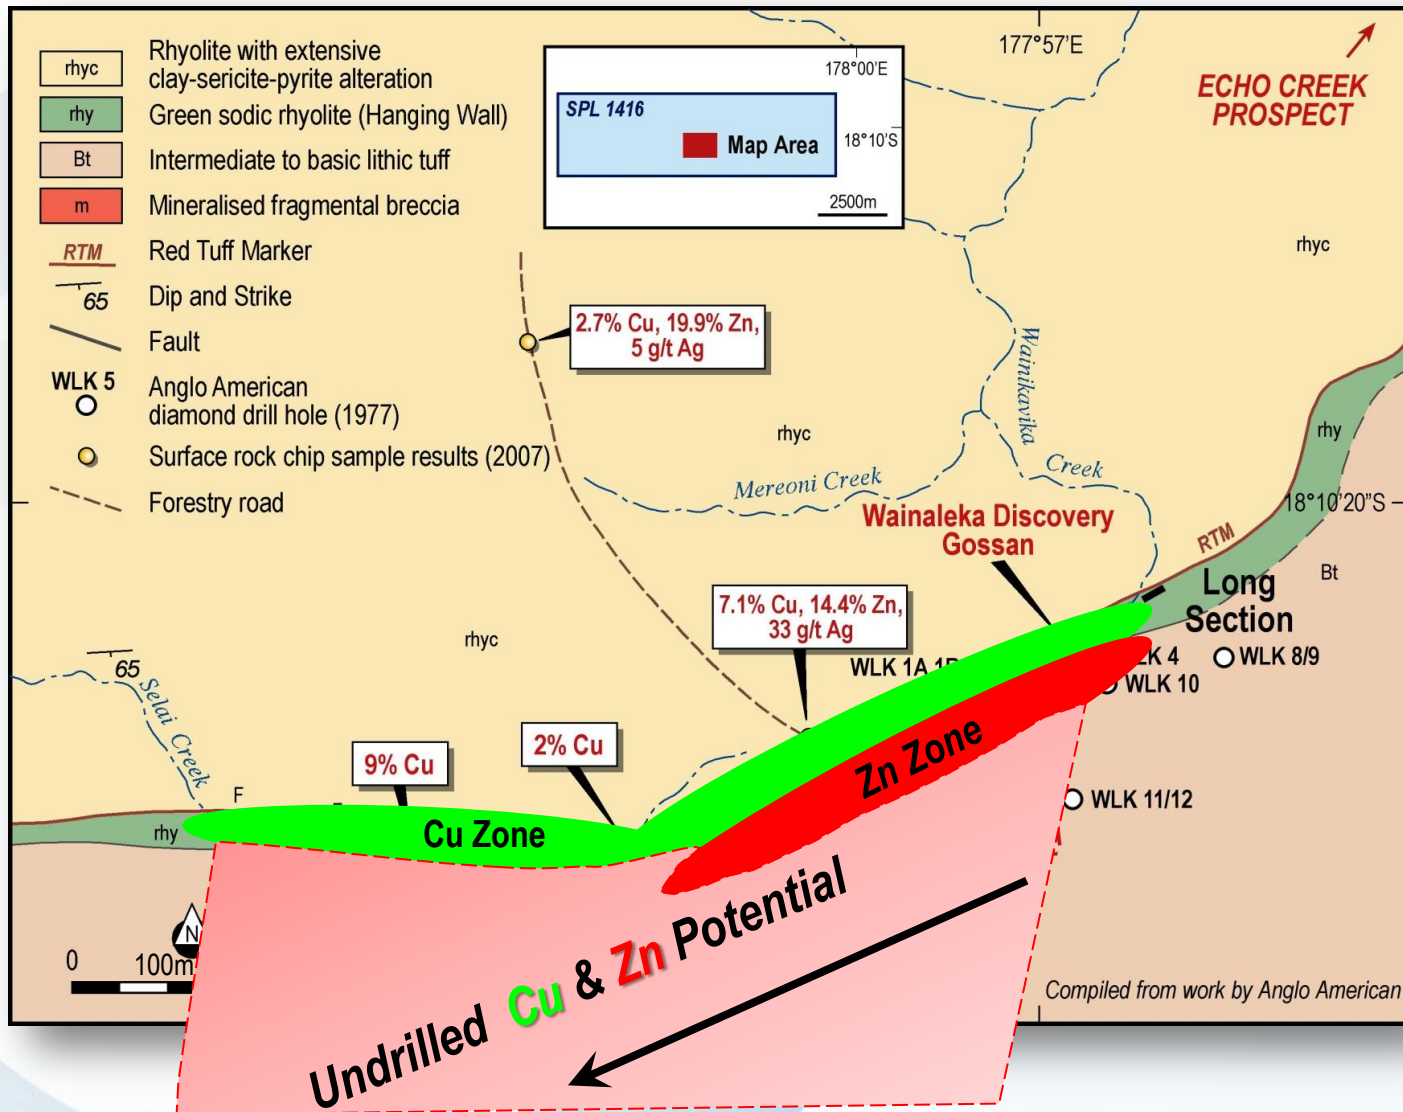 rhyc
Rhyolite with extensive
clay-sericite-pyrite alteration
rhy
Green sodic rhyolite (Hanging Wall)
Bt
Intermediate to basic lithic tuff
m
Mineralised fragmental breccia
RTM
Red Tuff Marker
65
Dip and Strike
Fault
WLK 5
Anglo American
diamond drill hole (1977)
Surface rock chip sample results (2007)
Forestry road
178°00'E
SPL 1416
Map Area
18°10'S
2500m
177°57'E
ECHO CREEK
PROSPECT
rhyc
2.7% Cu, 19.9% Zn,
5 g/t Ag
Wainikavika
Creek
rhyc
Mereoni Creek
rhy
18°10'20"S
Wainaleka Discovery
Gossan
RTM
Bt
Long
Section
7.1% Cu, 14.4% Zn,
33 g/t Ag
rhyc
WLK 1A
K 4
WLK 8/9
WLK 10
65
Selai Creek
2% Cu
9% Cu
Zn Zone
WLK 11/12
F
rhy
Cu Zone
Undrilled Cu & Zn Potential
N
0
100m
Compiled from work by Anglo American